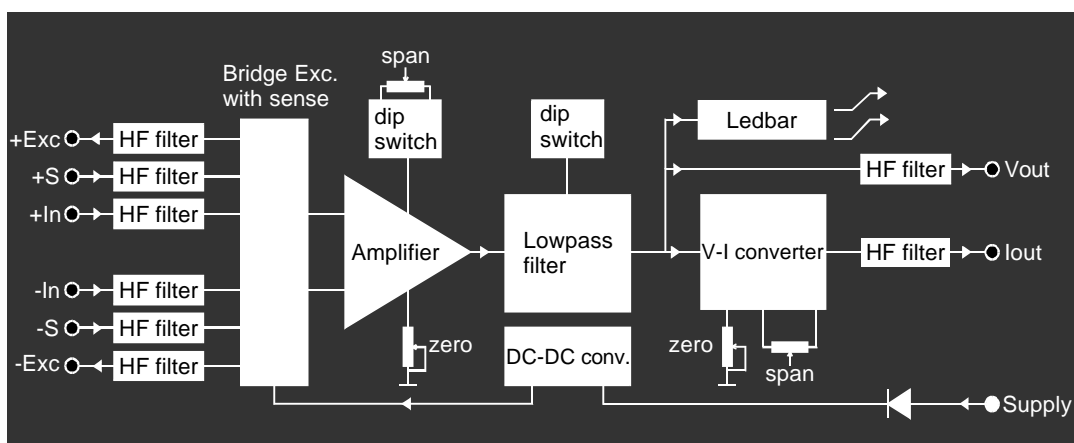 span
Bridge Exc.
with sense
dip
switch
dip
switch
Ledbar
+Exc
HF filter
+S
HF filter
HF filter
Vout
+In
HF filter
Amplifier
Lowpass
filter
V-I converter
HF filter
Iout
-In
HF filter
-S
HF filter
zero
DC-DC conv.
zero
-Exc
HF filter
span
Supply